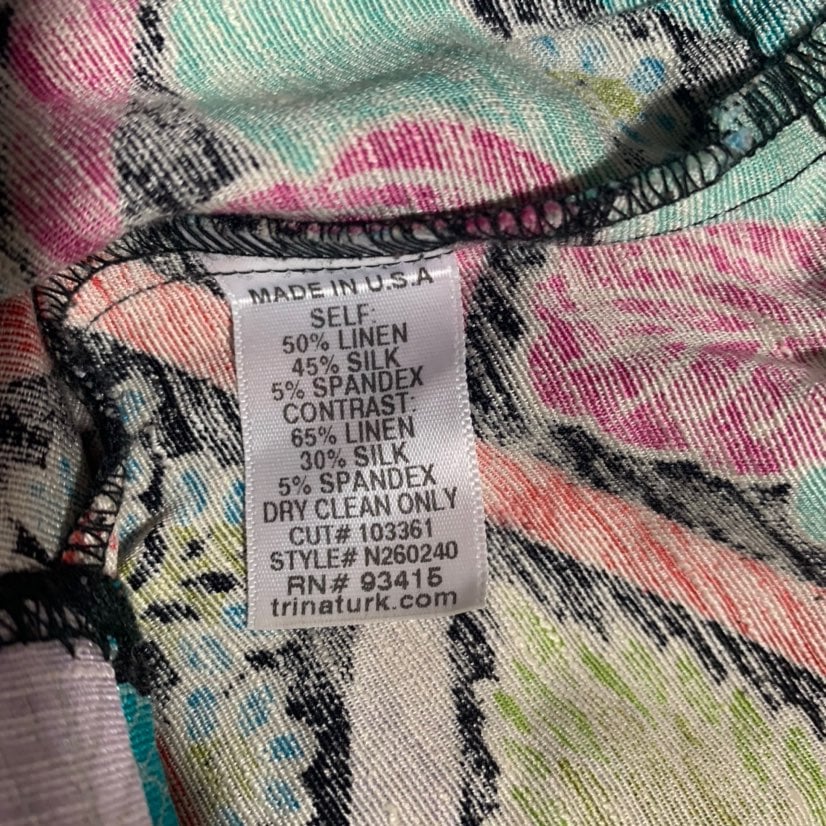 MADE IN U.S.A
SELF:
50% LINEN
45% SILK
5% SPANDEX
CONTRAST:
65% LINEN
30% SILK
5% SPANDEX
DRY CLEAN ONLY
CUT# 103361
STYLE# N260240
RN# 93415
trinaturk.com